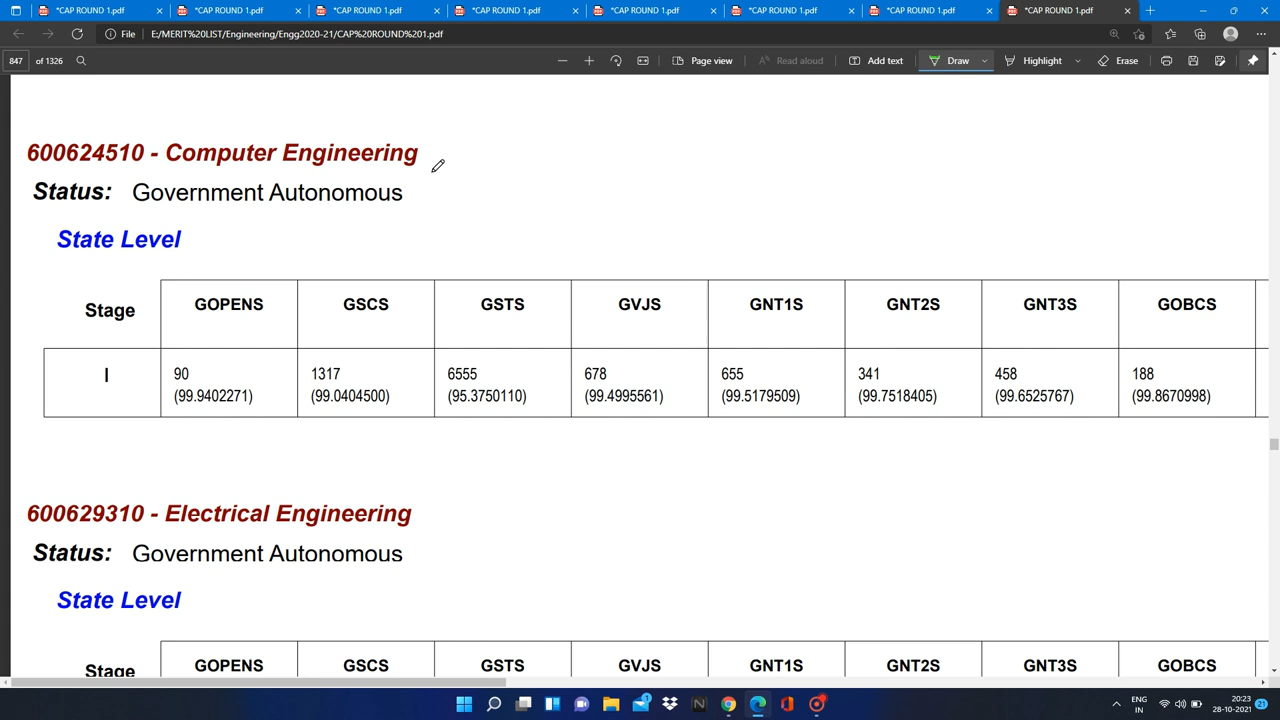 *CAP ROUND 1.pdf *CAP ROUND 1.pdf *CAP ROUND 1.pdf *CAP ROUND 1.pdf *CAP ROUND 1.pdf *CAP ROUND 1.pdf *CAP ROUND 1.pdf *CAP ROUND 1.pdf
File E:/MERIT%20LIST/Engineering/Engg2020-21/CAP%20ROUND%201.pdf
847 of 1326 Page view Read aloud Add text Draw Highlight Erase
600624510 - Computer Engineering
Status: Government Autonomous
State Level
Stage GOPENS GSCS GSTS GVJS GNT1S GNT2S GNT3S GOBCS
I 90 1317 6555 678 655 341 458 188
(99.9402271) (99.0404500) (95.3750110) (99.4995561) (99.5179509) (99.7518405) (99.6525767) (99.8670998)
600629310 - Electrical Engineering
Status: Government Autonomous
State Level
Stage GOPENS GSCS GSTS GVJS GNT1S GNT2S GNT3S GOBCS
ENG
IN
20:23
28-10-2021
21